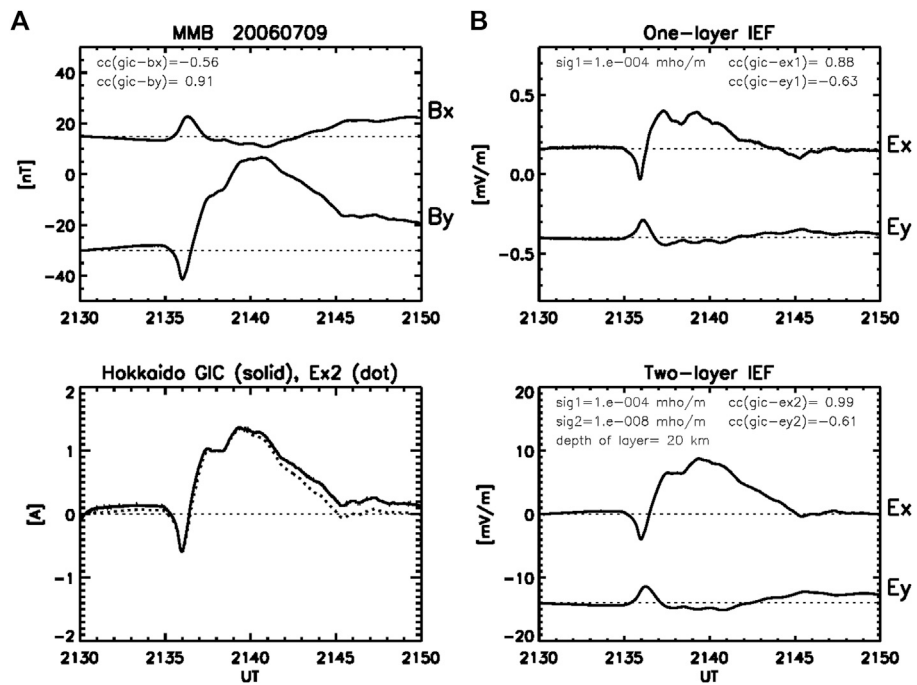 A
MMB 20060709
cc(gic-bx)=-0.56
cc(gic-by)= 0.91
40
20
0
-20
-40
[nT]
Bx
By
2130 2135 2140 2145 2150
Hokkaido GIC (solid), Ex2 (dot)
2
1
0
-1
-2
[A]
2130 2135 2140 2145 2150
UT
B
One-layer IEF
sig1=1.e-004 mho/m cc(gic-ex1)= 0.88
cc(gic-ey1)=-0.63
0.5
0.0
-0.5
[mV/m]
Ex
Ey
2130 2135 2140 2145 2150
Two-layer IEF
sig1=1.e-004 mho/m cc(gic-ex2)= 0.99
sig2=1.e-008 mho/m cc(gic-ey2)=-0.61
depth of layer= 20 km
20
10
0
-10
-20
[mV/m]
Ex
Ey
2130 2135 2140 2145 2150
UT